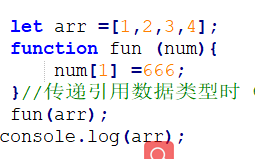 let arr =[1,2,3,4];
function fun (num){
num[1] =666;
}//传递引用数据类型时
fun(arr);
console.log(arr);